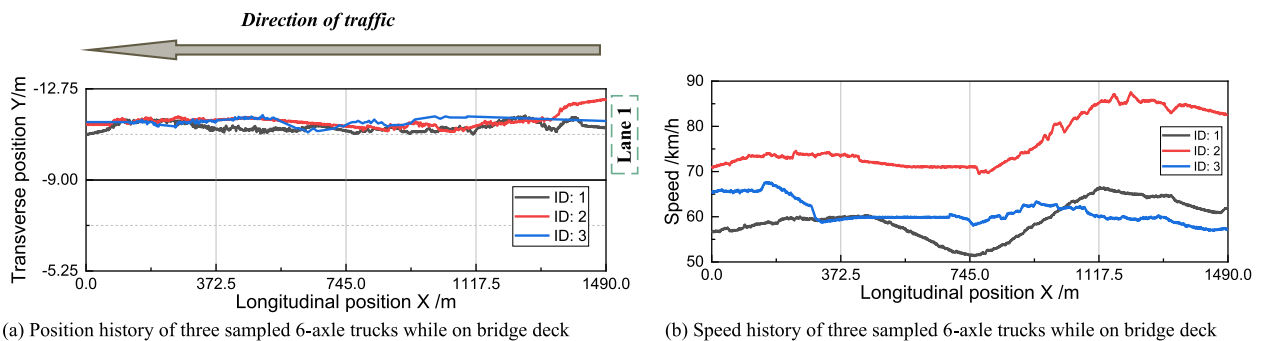 Direction of traffic
Transverse position Y/m
-12.75
-9.00
-5.25
Lane 1
ID: 1
ID: 2
ID: 3
0.0
372.5
745.0
1117.5
1490.0
Longitudinal position X /m
(a) Position history of three sampled 6-axle trucks while on bridge deck
Speed /km/h
90
80
70
60
50
ID: 1
ID: 2
ID: 3
0.0
372.5
745.0
1117.5
1490.0
Longitudinal position X /m
(b) Speed history of three sampled 6-axle trucks while on bridge deck